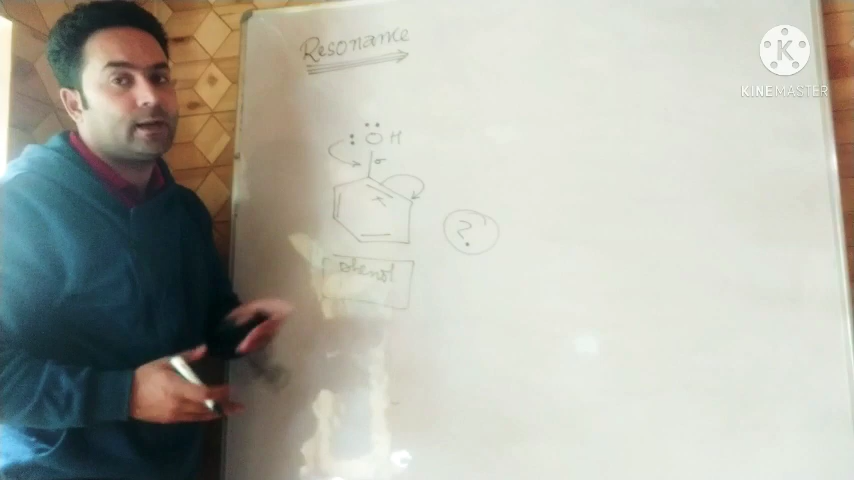 Resonance
:ÖH
σ
π
?
phenol
K
KINEMASTER